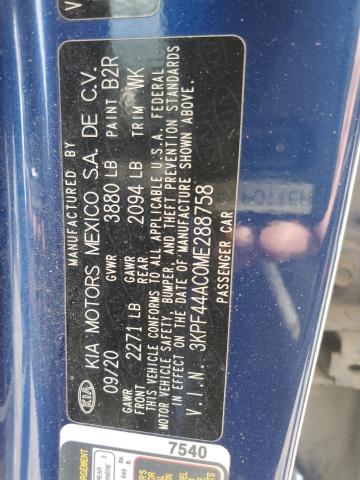 MANUFACTURED BY
KIA KIA MOTORS MEXICO S.A. DE C.V.
09/20 GVWR 3880 LB PAINT B2R
GAWR FRONT 2271 LB GAWR REAR 2094 LB TRIM WK
THIS VEHICLE CONFORMS TO ALL APPLICABLE U.S.A. FEDERAL
MOTOR VEHICLE SAFETY, BUMPER, AND THEFT PREVENTION STANDARDS
IN EFFECT ON THE DATE OF MANUFACTURE SHOWN ABOVE.
V.I.N. 3KPF44AC0ME288758
PASSENGER CAR
7540